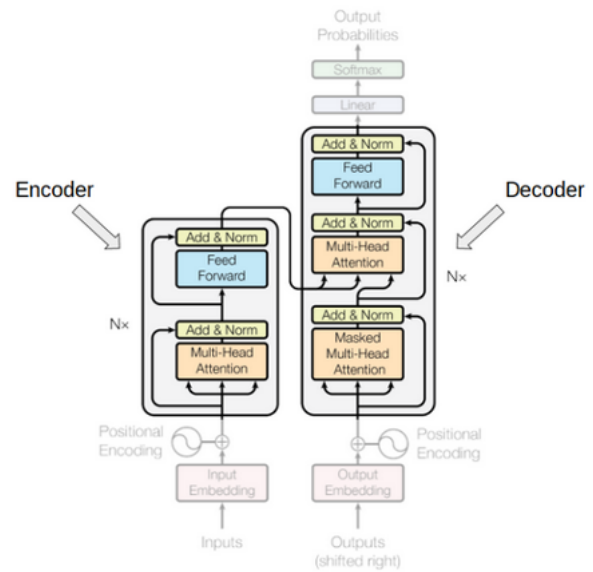 Output
Probabilities
Softmax
Linear
Add & Norm
Feed
Forward
Add & Norm
Multi-Head
Attention
Add & Norm
Masked
Multi-Head
Attention
Nx
Decoder
Encoder
Add & Norm
Feed
Forward
Add & Norm
Multi-Head
Attention
Nx
Positional
Encoding
Input
Embedding
Inputs
Positional
Encoding
Output
Embedding
Outputs
(shifted right)